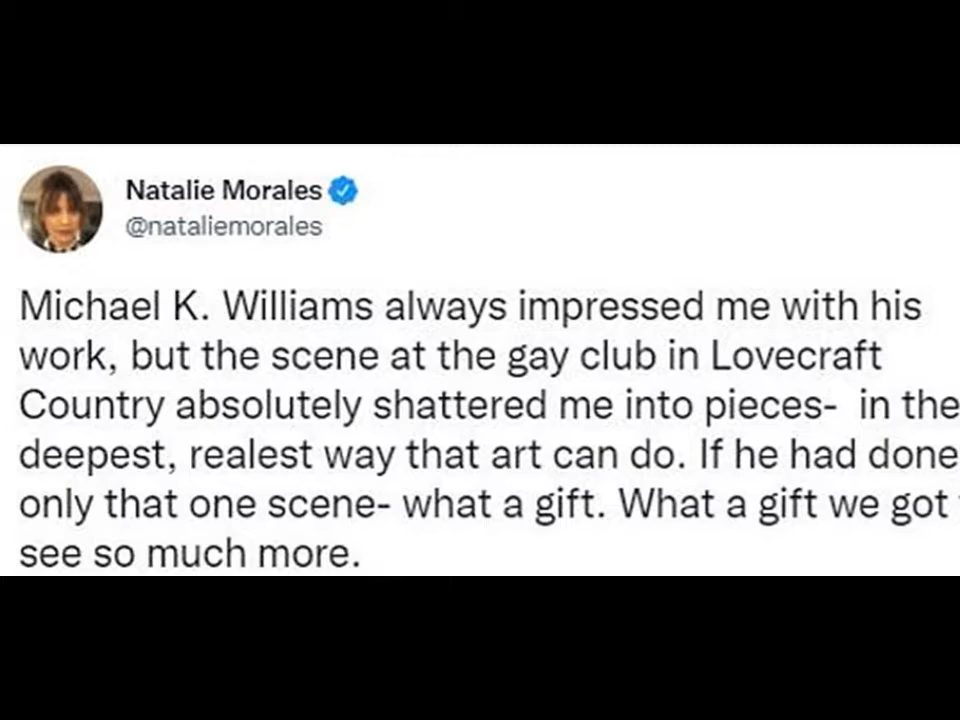 Natalie Morales
@nataliemorales
Michael K. Williams always impressed me with his
work, but the scene at the gay club in Lovecraft
Country absolutely shattered me into pieces-  in the
deepest, realest way that art can do. If he had done
only that one scene- what a gift. What a gift we got
see so much more.